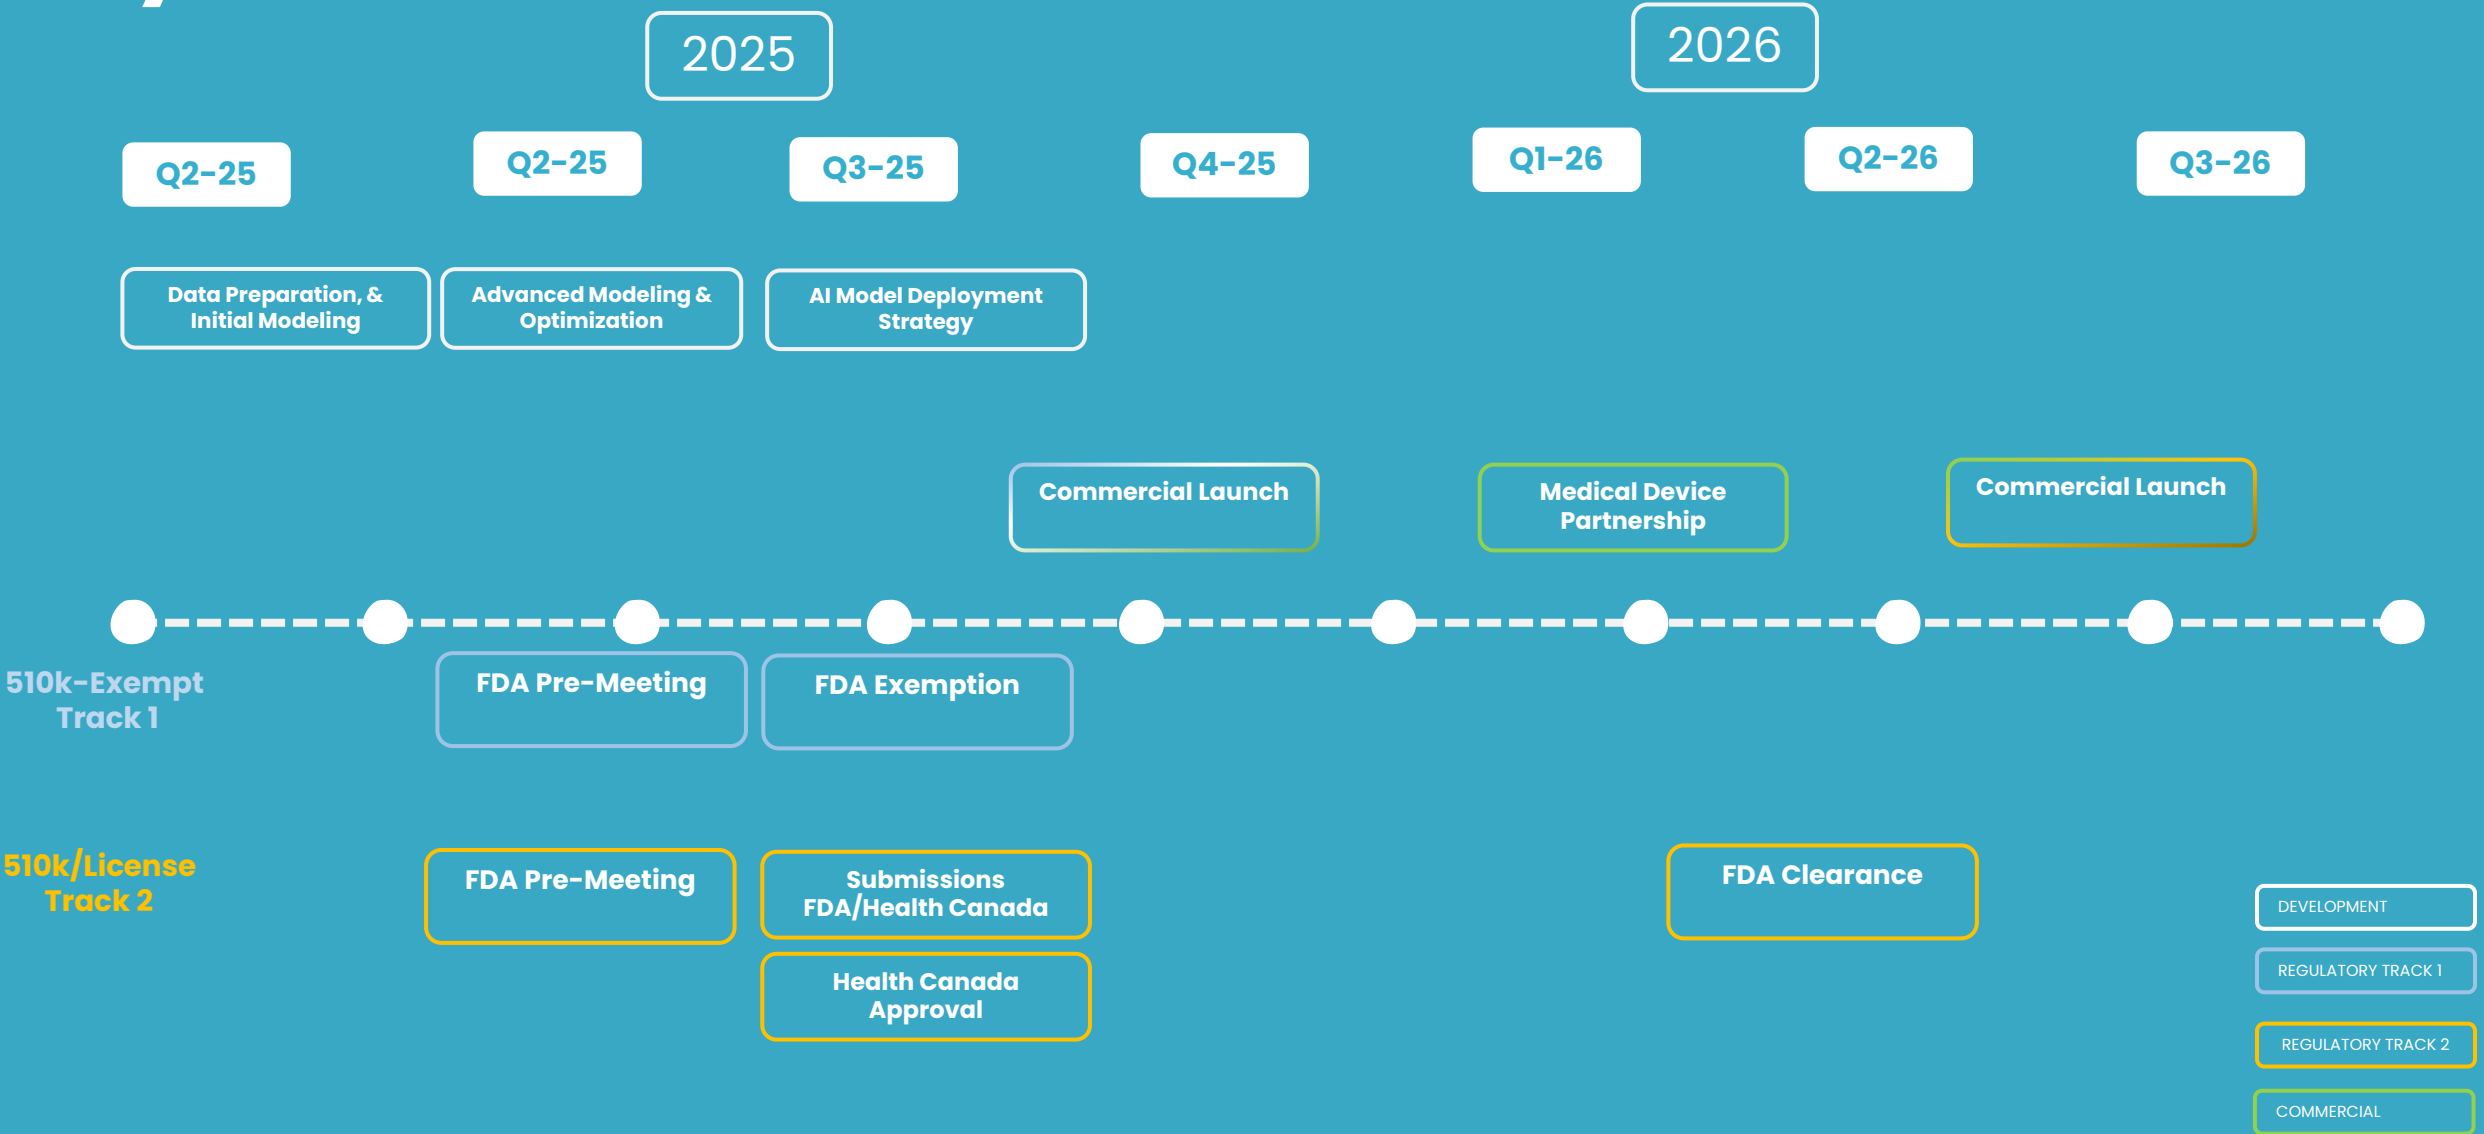 2025
2026
Q2-25
Q2-25
Q3-25
Q4-25
Q1-26
Q2-26
Q3-26
Data Preparation, &
Initial Modeling
Advanced Modeling &
Optimization
AI Model Deployment
Strategy
Commercial Launch
Medical Device
Partnership
Commercial Launch
510k-Exempt
Track 1
FDA Pre-Meeting
FDA Exemption
510k/License
Track 2
FDA Pre-Meeting
Submissions
FDA/Health Canada
Health Canada
Approval
FDA Clearance
DEVELOPMENT
REGULATORY TRACK 1
REGULATORY TRACK 2
COMMERCIAL